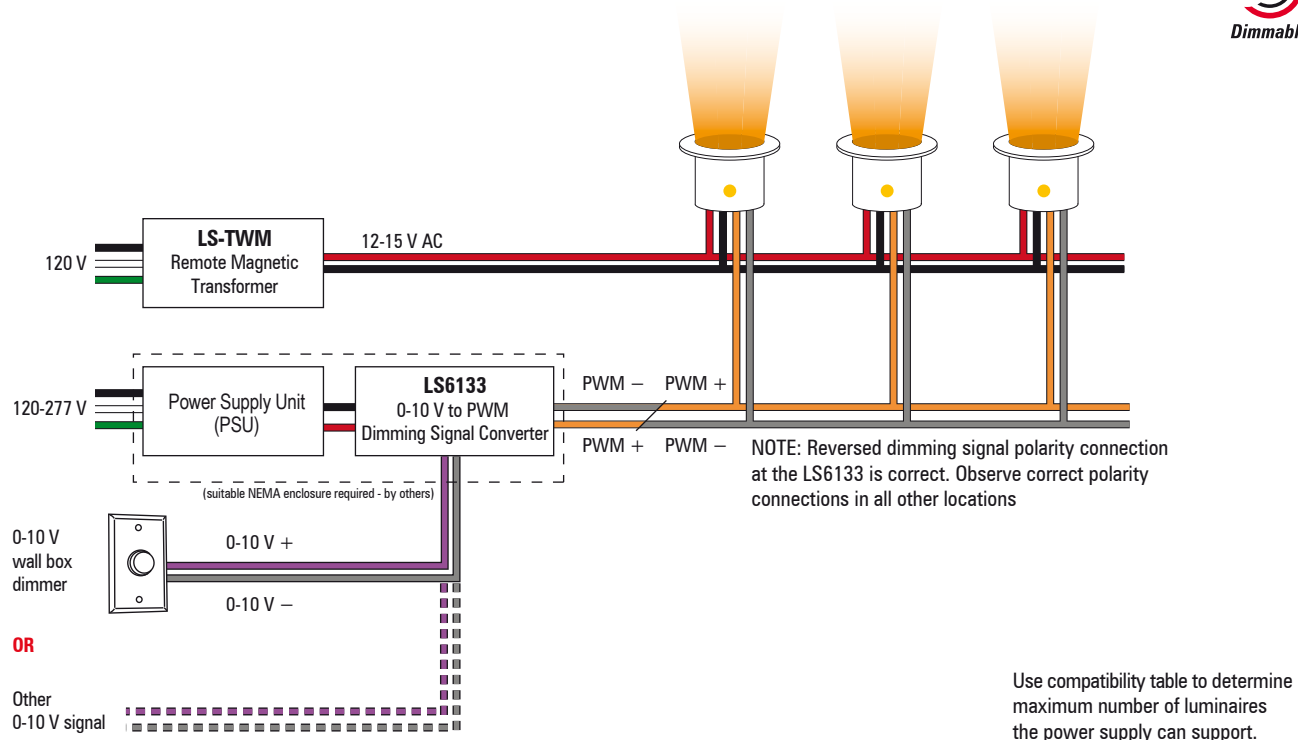 Dimmabl
LS-TWM
Remote Magnetic
Transformer
120 V
12-15 V AC
Power Supply Unit
(PSU)
120-277 V
LS6133
0-10 V to PWM
Dimming Signal Converter
PWM − PWM +
PWM + PWM −
NOTE: Reversed dimming signal polarity connection
at the LS6133 is correct. Observe correct polarity
connections in all other locations
(suitable NEMA enclosure required - by others)
0-10 V
wall box
dimmer
0-10 V +
0-10 V −
OR
Other
0-10 V signal
Use compatibility table to determine
maximum number of luminaires
the power supply can support.